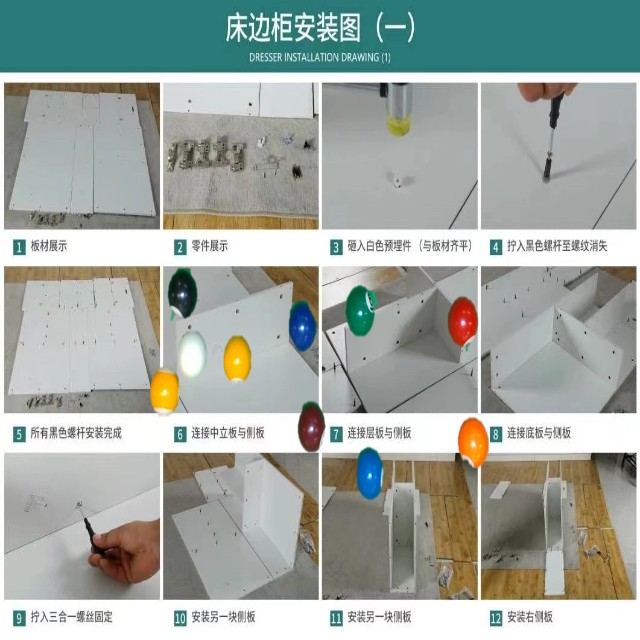 床边柜安装图（一）
DRESSER INSTALLATION DRAWING (1)
1 板材展示
2 零件展示
3 砸入白色预埋件（与板材齐平）
4 拧入黑色螺杆至螺纹消失
5 所有黑色螺杆安装完成
6 连接中立板与侧板
7 连接层板与侧板
8 连接底板与侧板
9 拧入三合一螺丝固定
10 安装另一块侧板
11 安装另一块侧板
12 安装右侧板